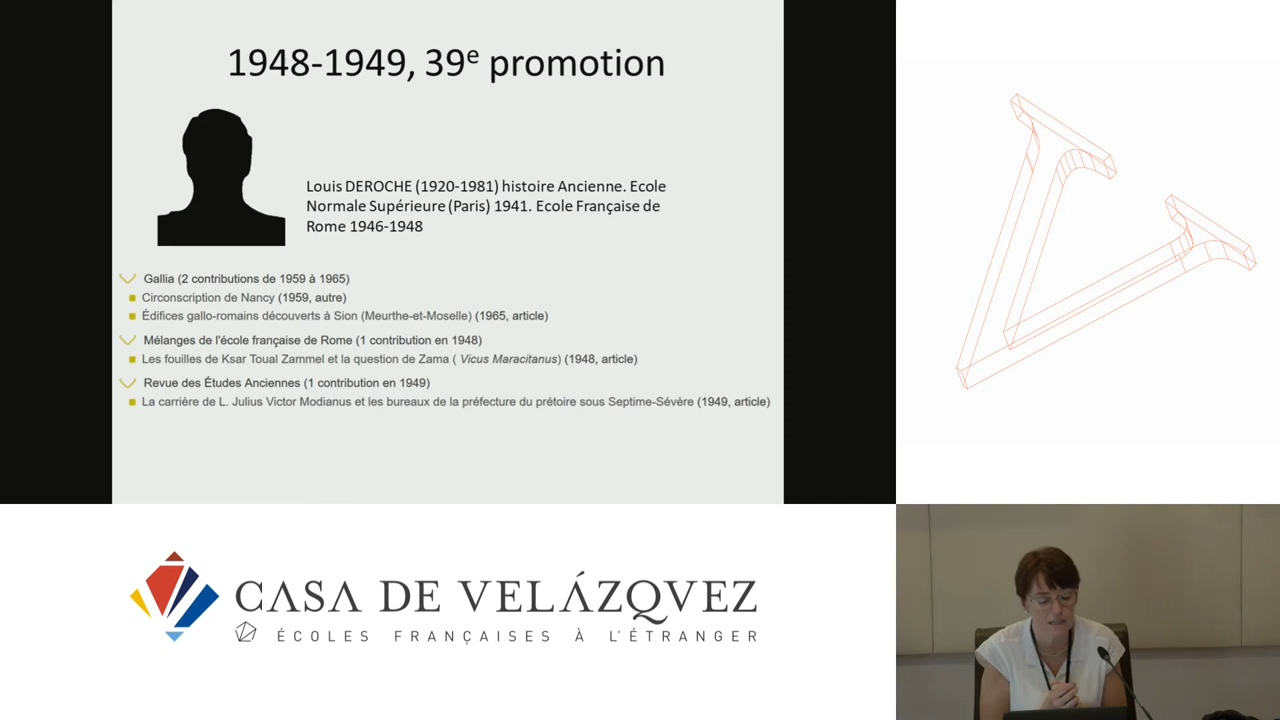 1948-1949, 39e promotion
Louis DEROCHE (1920-1981) histoire Ancienne. Ecole
Normale Supérieure (Paris) 1941. Ecole Française de
Rome 1946-1948
Gallia (2 contributions de 1959 à 1965)
Circonscription de Nancy (1959, autre)
Édifices gallo-romains découverts à Sion (Meurthe-et-Moselle) (1965, article)
Mélanges de l'école française de Rome (1 contribution en 1948)
Les fouilles de Ksar Toual Zammel et la question de Zama ( Vicus Maracitanus) (1948, article)
Revue des Études Anciennes (1 contribution en 1949)
La carrière de L. Julius Victor Modianus et les bureaux de la préfecture du prétoire sous Septime-Sévère (1949, article)
CASA DE VELÁZQVEZ
ÉCOLES FRANÇAISES À L'ÉTRANGER